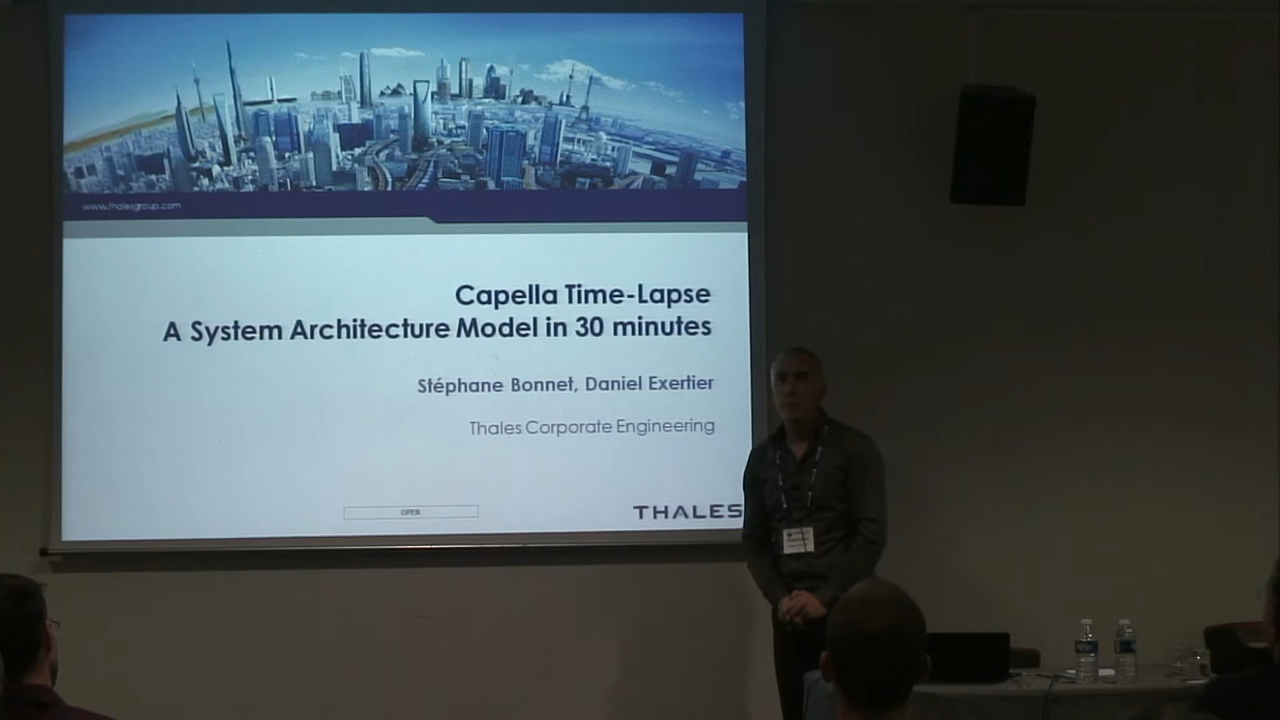 www.thalesgroup.com
Capella Time-Lapse
A System Architecture Model in 30 minutes
Stéphane Bonnet, Daniel Exertier
Thales Corporate Engineering
OPEN
THALES